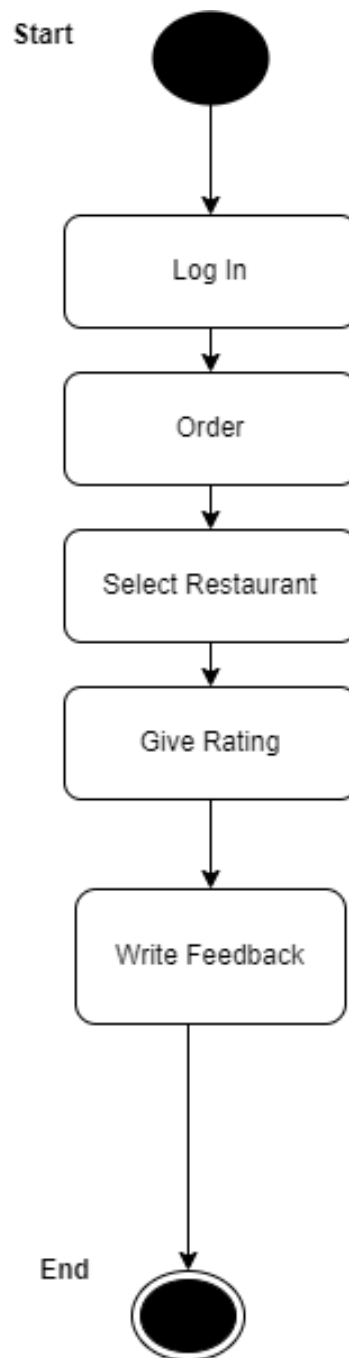 Start
Log In
Order
Select Restaurant
Give Rating
Write Feedback
End